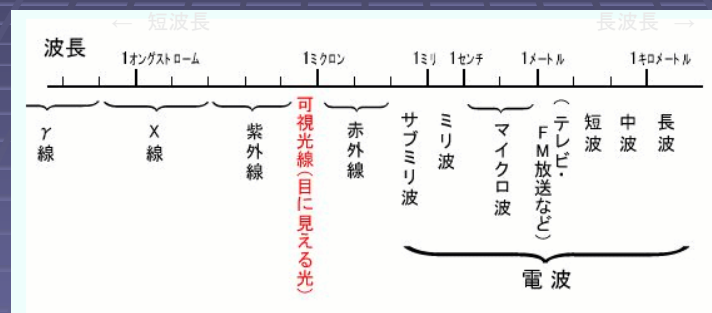 ← 短波長
長波長 →
波長
1オングストローム
1ミクロン
1ミリ
1センチ
1メートル
1キロメートル
γ線
X線
紫外線
可視光線(目に見える光)
赤外線
サブミリ波
ミリ波
マイクロ波
(テレビ・
FM放送など)
短波
中波
長波
電波